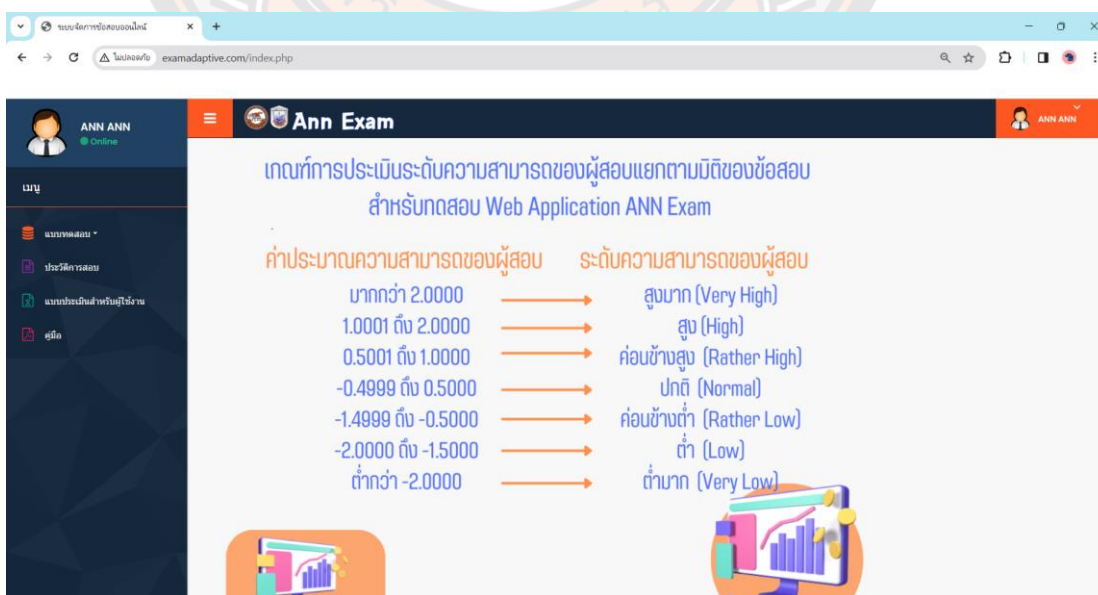 ระบบจัดการข้อสอบออนไลน์
ไม่ปลอดภัย examadaptive.com/index.php
ANN ANN
Online
Ann Exam
ANN ANN
เมนู
แบบทดสอบ
ประวัติการสอบ
แบบประเมินสำหรับผู้ใช้งาน
คู่มือ
เกณฑ์การประเมินระดับความสามารถของผู้สอบแยกตามมิติของข้อสอบ
สำหรับทดสอบ Web Application ANN Exam
ค่าประมาณความสามารถของผู้สอบ ระดับความสามารถของผู้สอบ
มากกว่า 2.0000 สูงมาก (Very High)
1.0001 ถึง 2.0000 สูง (High)
0.5001 ถึง 1.0000 ค่อนข้างสูง (Rather High)
-0.4999 ถึง 0.5000 ปกติ (Normal)
-1.4999 ถึง -0.5000 ค่อนข้างต่ำ (Rather Low)
-2.0000 ถึง -1.5000 ต่ำ (Low)
ต่ำกว่า -2.0000 ต่ำมาก (Very Low)